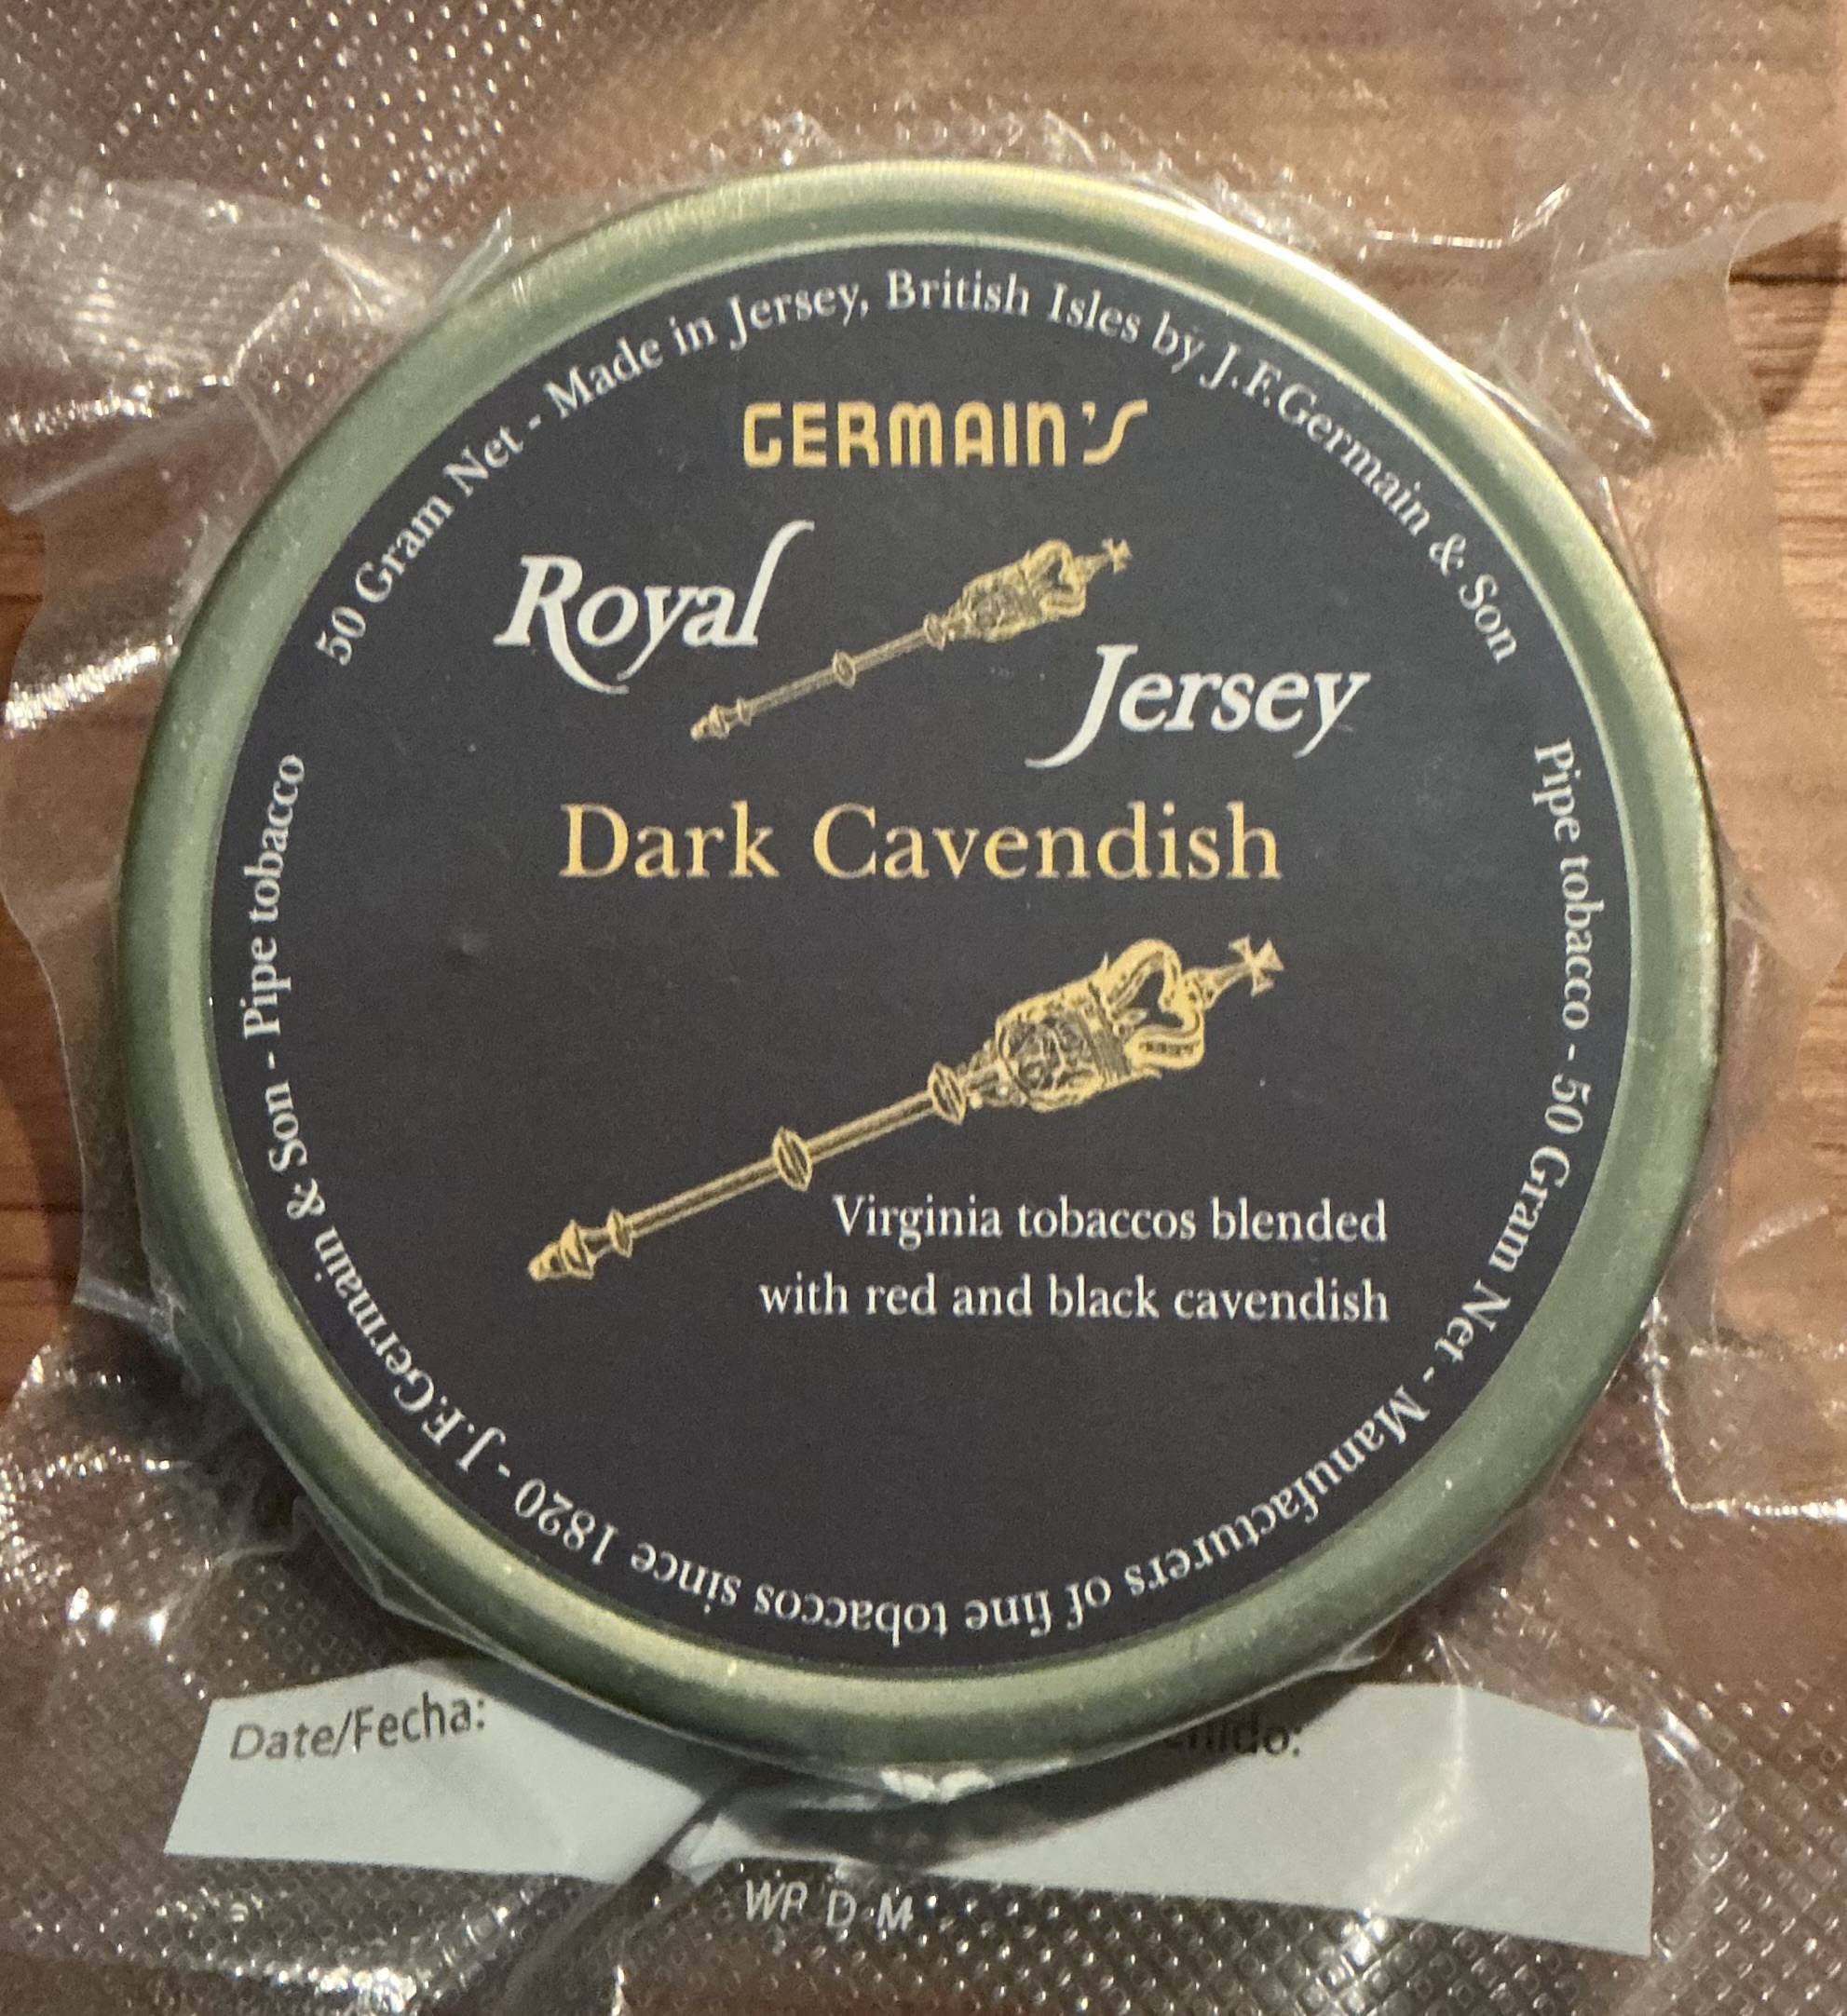 50 Gram Net - Made in Jersey, British Isles by J.F.Germain & Son
GERMAIN'S
Royal
Jersey
Dark Cavendish
Virginia tobaccos blended
with red and black cavendish
Pipe tobacco - 50 Gram Net - Manufacturers of fine tobaccos since 1820 - J.F.Germain & Son - Pipe tobacco
Date/Fecha: